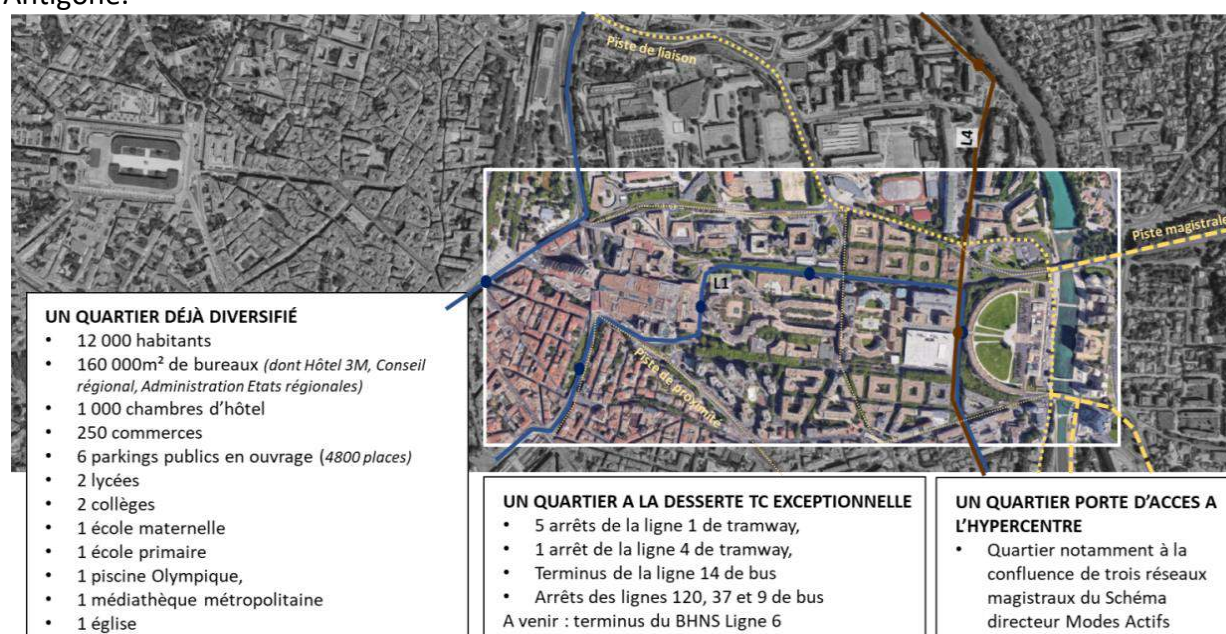 Antigone.
Piste de liaison
L4
Piste magistrale
L1
Piste de proximité
UN QUARTIER DÉJÀ DIVERSIFIÉ
• 12 000 habitants
• 160 000m² de bureaux (dont Hôtel 3M, Conseil
régional, Administration Etats régionales)
• 1 000 chambres d’hôtel
• 250 commerces
• 6 parkings publics en ouvrage (4800 places)
• 2 lycées
• 2 collèges
• 1 école maternelle
• 1 école primaire
• 1 piscine Olympique,
• 1 médiathèque métropolitaine
• 1 église
UN QUARTIER A LA DESSERTE TC EXCEPTIONNELLE
• 5 arrêts de la ligne 1 de tramway,
• 1 arrêt de la ligne 4 de tramway,
• Terminus de la ligne 14 de bus
• Arrêts des lignes 120, 37 et 9 de bus
A venir : terminus du BHNS Ligne 6
UN QUARTIER PORTE D’ACCES A
L’HYPERCENTRE
• Quartier notamment à la
confluence de trois réseaux
magistraux du Schéma
directeur Modes Actifs